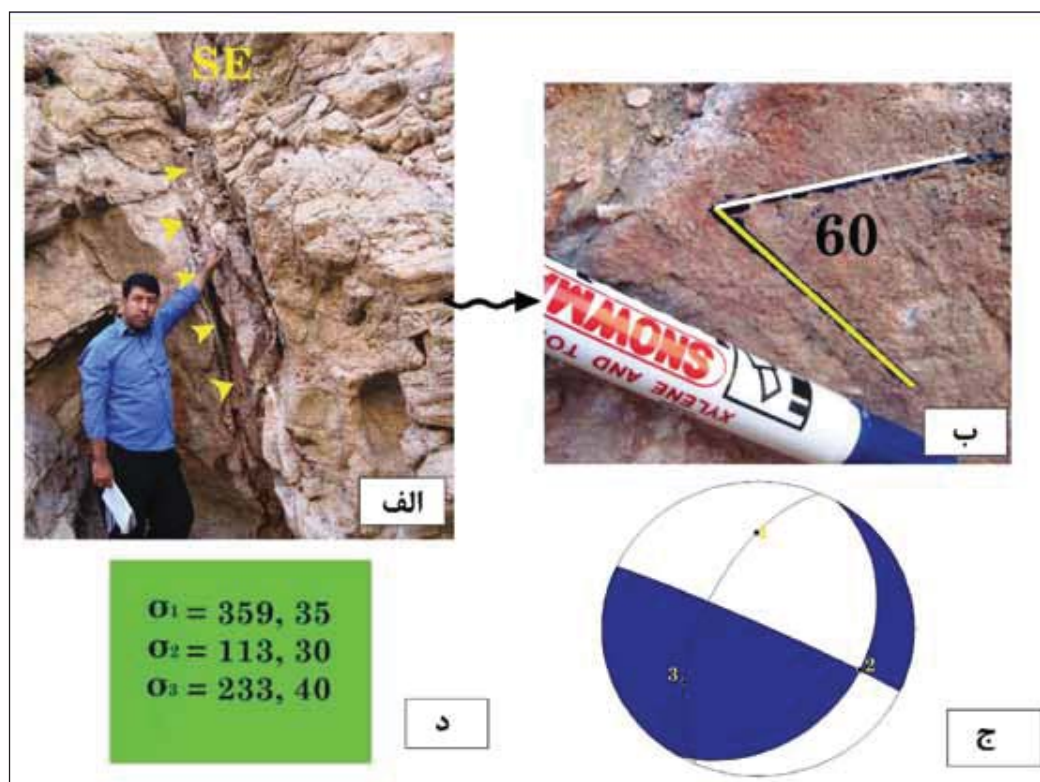 SE
الف
60
SNOWMA
XYLENE AND TO
ب
σ1 = 359, 35
σ2 = 113, 30
σ3 = 233, 40
د
1
2
3
ج